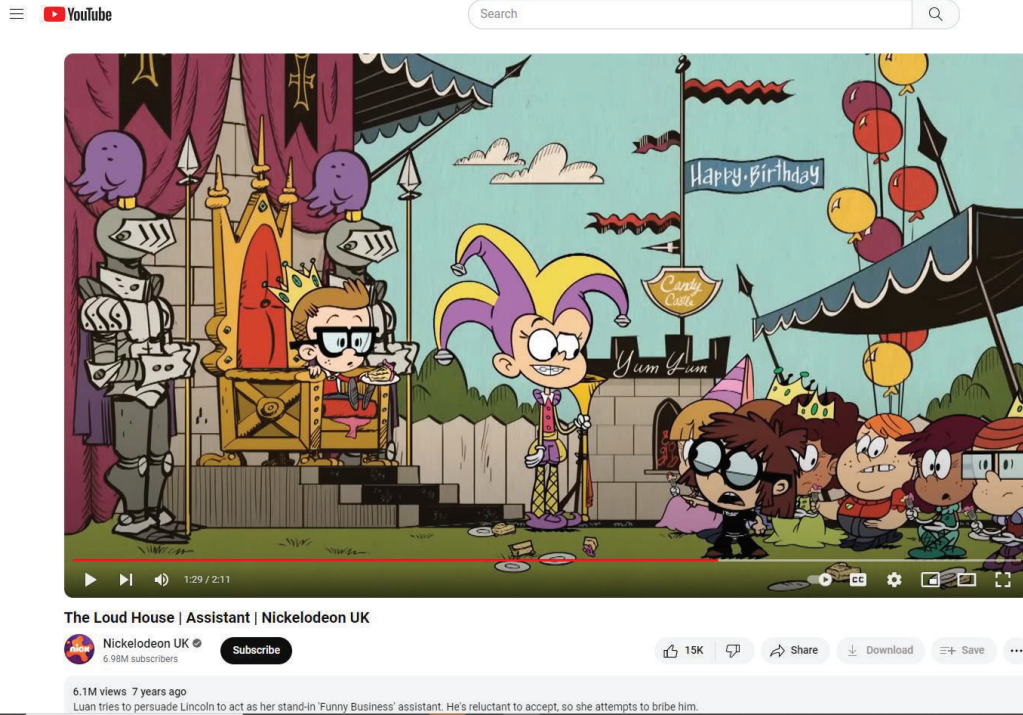 YouTube
Search
Happy·Birthday
Candy
Castle
Yum Yum
1:29 / 2:11
CC
The Loud House | Assistant | Nickelodeon UK
nick
Nickelodeon UK
6.98M subscribers
Subscribe
15K
Share
Download
Save
6.1M views 7 years ago
Luan tries to persuade Lincoln to act as her stand-in 'Funny Business' assistant. He's reluctant to accept, so she attempts to bribe him.